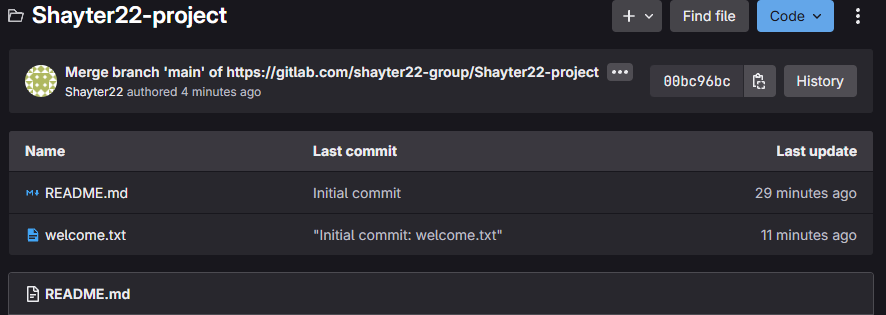 Shayter22-project
Find file
Code
Merge branch 'main' of https://gitlab.com/shayter22-group/Shayter22-project
Shayter22 authored 4 minutes ago
00bc96bc
History
Name Last commit Last update
README.md Initial commit 29 minutes ago
welcome.txt "Initial commit: welcome.txt" 11 minutes ago
README.md